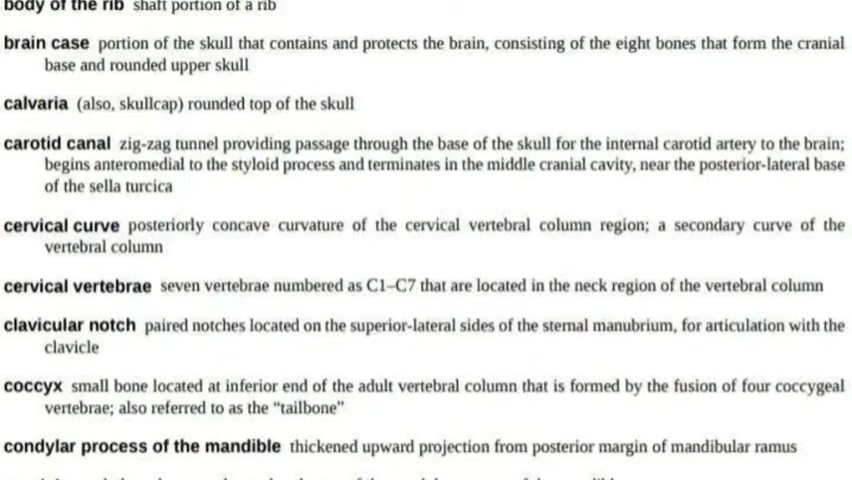 body of the rib shaft portion of a rib
brain case portion of the skull that contains and protects the brain, consisting of the eight bones that form the cranial
base and rounded upper skull
calvaria (also, skullcap) rounded top of the skull
carotid canal zig-zag tunnel providing passage through the base of the skull for the internal carotid artery to the brain;
begins anteromedial to the styloid process and terminates in the middle cranial cavity, near the posterior-lateral base
of the sella turcica
cervical curve posteriorly concave curvature of the cervical vertebral column region; a secondary curve of the
vertebral column
cervical vertebrae seven vertebrae numbered as C1–C7 that are located in the neck region of the vertebral column
clavicular notch paired notches located on the superior-lateral sides of the sternal manubrium, for articulation with the
clavicle
coccyx small bone located at inferior end of the adult vertebral column that is formed by the fusion of four coccygeal
vertebrae; also referred to as the “tailbone”
condylar process of the mandible thickened upward projection from posterior margin of mandibular ramus